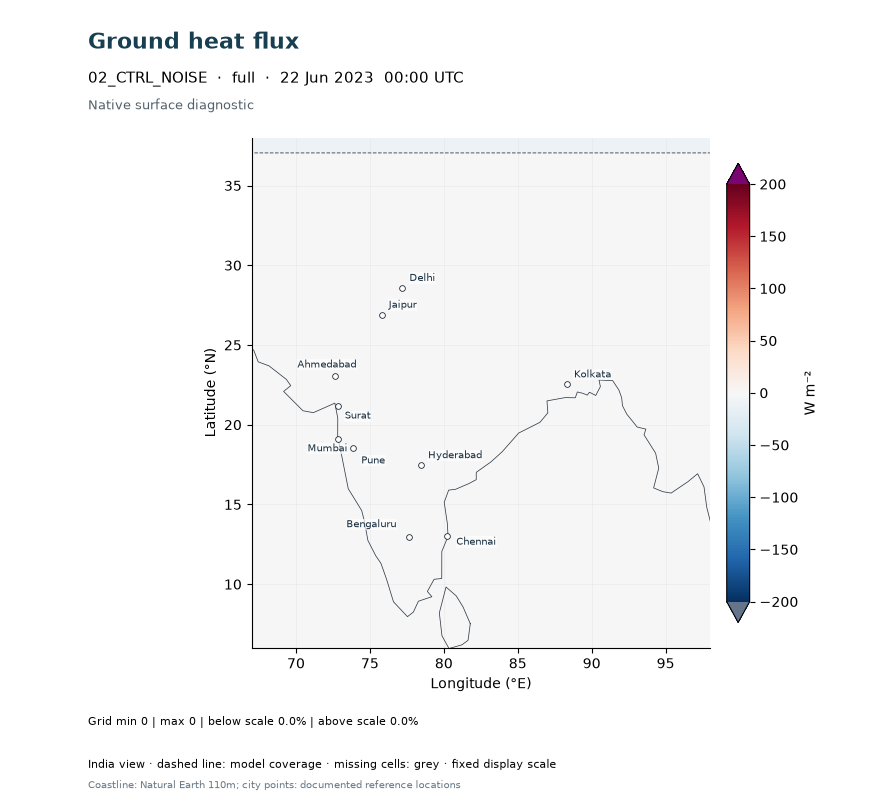 Ground heat flux
02_CTRL_NOISE · full · 22 Jun 2023 00:00 UTC
Native surface diagnostic
35
30
25
20
15
10
Latitude (°N)
Delhi
Jaipur
Ahmedabad
Surat
Mumbai
Pune
Hyderabad
Kolkata
Bengaluru
Chennai
70 75 80 85 90 95
Longitude (°E)
200
150
100
50
0
−50
−100
−150
−200
W m⁻²
Grid min 0 | max 0 | below scale 0.0% | above scale 0.0%
India view · dashed line: model coverage · missing cells: grey · fixed display scale
Coastline: Natural Earth 110m; city points: documented reference locations